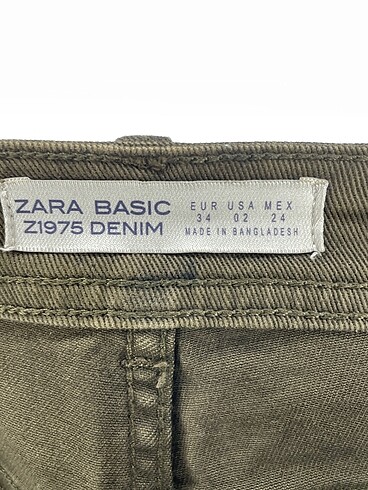 ZARA BASIC
Z1975 DENIM
EUR USA MEX
34 02 24
MADE IN BANGLADESH